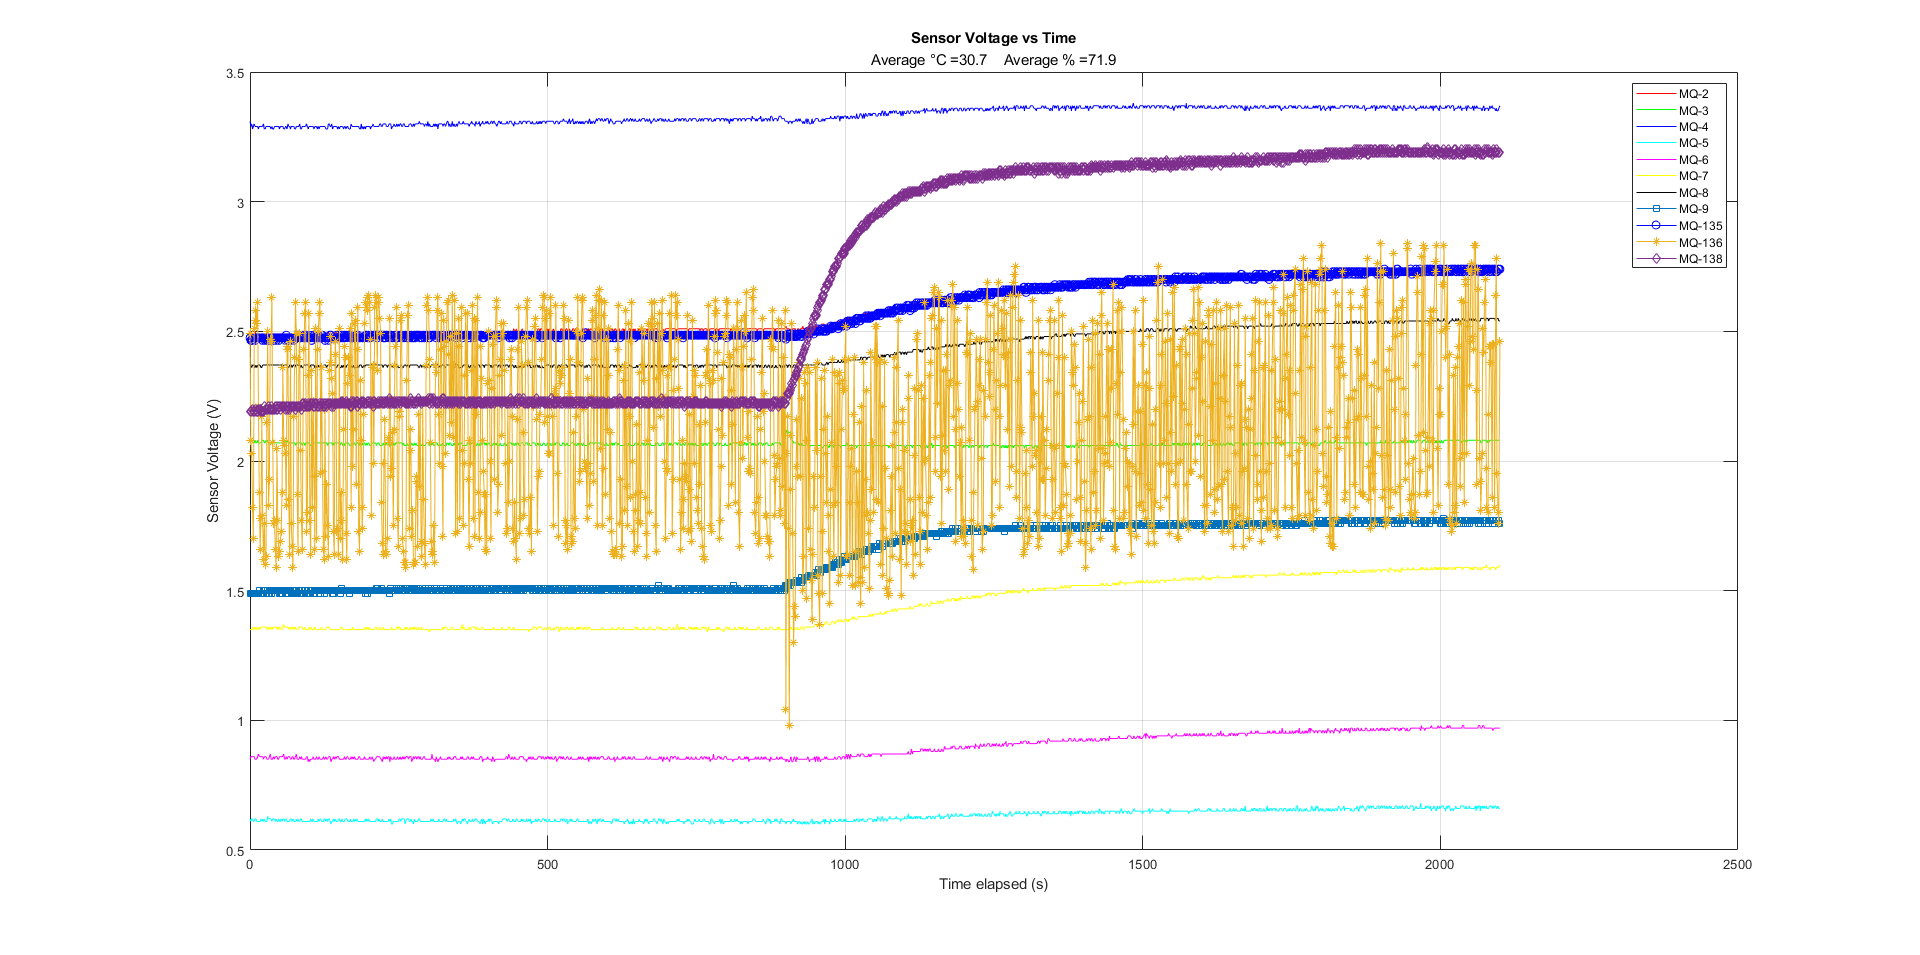 Sensor Voltage vs Time
Average °C =30.7 Average % =71.9
3.5
3
2.5
2
1.5
1
0.5
Sensor Voltage (V)
MQ-2
MQ-3
MQ-4
MQ-5
MQ-6
MQ-7
MQ-8
MQ-9
MQ-135
MQ-136
MQ-138
0 500 1000 1500 2000 2500
Time elapsed (s)